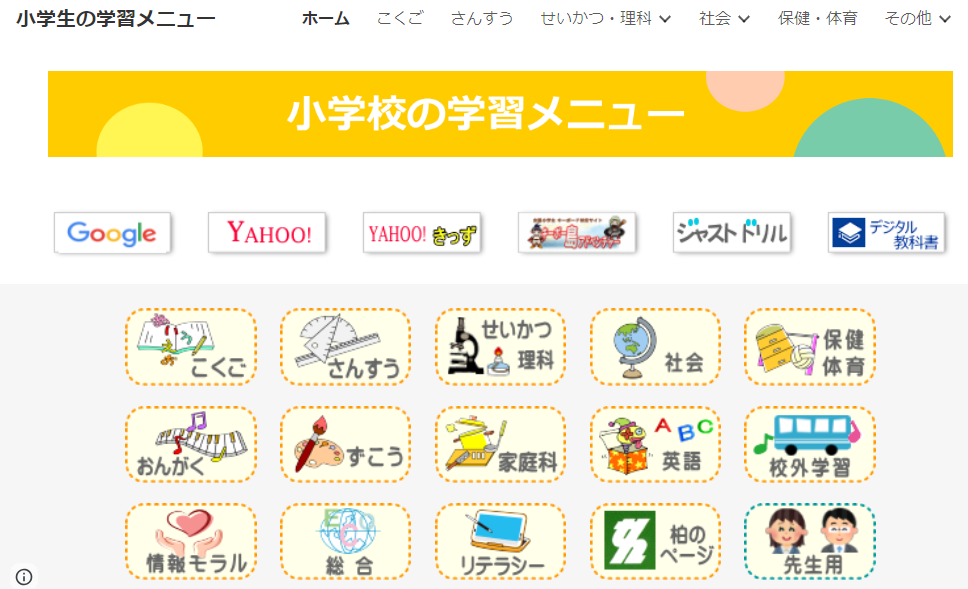 小学生の学習メニュー
ホーム こくご さんすう せいかつ・理科 社会 保健・体育 その他
小学校の学習メニュー
Google YAHOO! YAHOO! きっず ジャストドリル デジタル
教科書
こくご さんすう せいかつ
理科 社会 保健
体育
おんがく ずこう 家庭科 ABC
英語 校外学習
情報モラル 総合 リテラシー 柏の
ページ 先生用